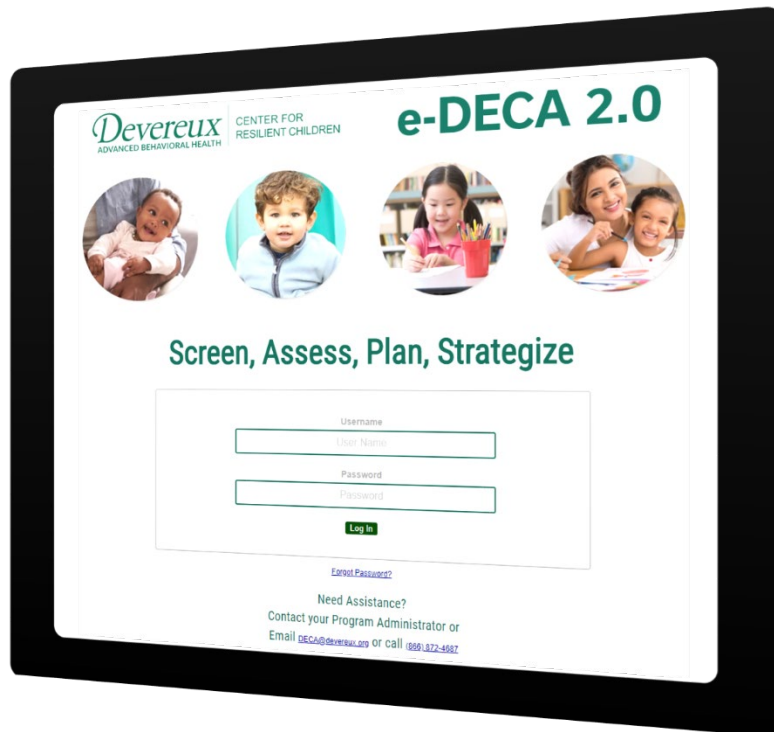 Devereux
ADVANCED BEHAVIORAL HEALTH
CENTER FOR
RESILIENT CHILDREN
e-DECA 2.0
Screen, Assess, Plan, Strategize
Username
User Name
Password
Password
Log In
Forgot Password?
Need Assistance?
Contact your Program Administrator or
Email DECA@devereux.org or call (866) 872-4687